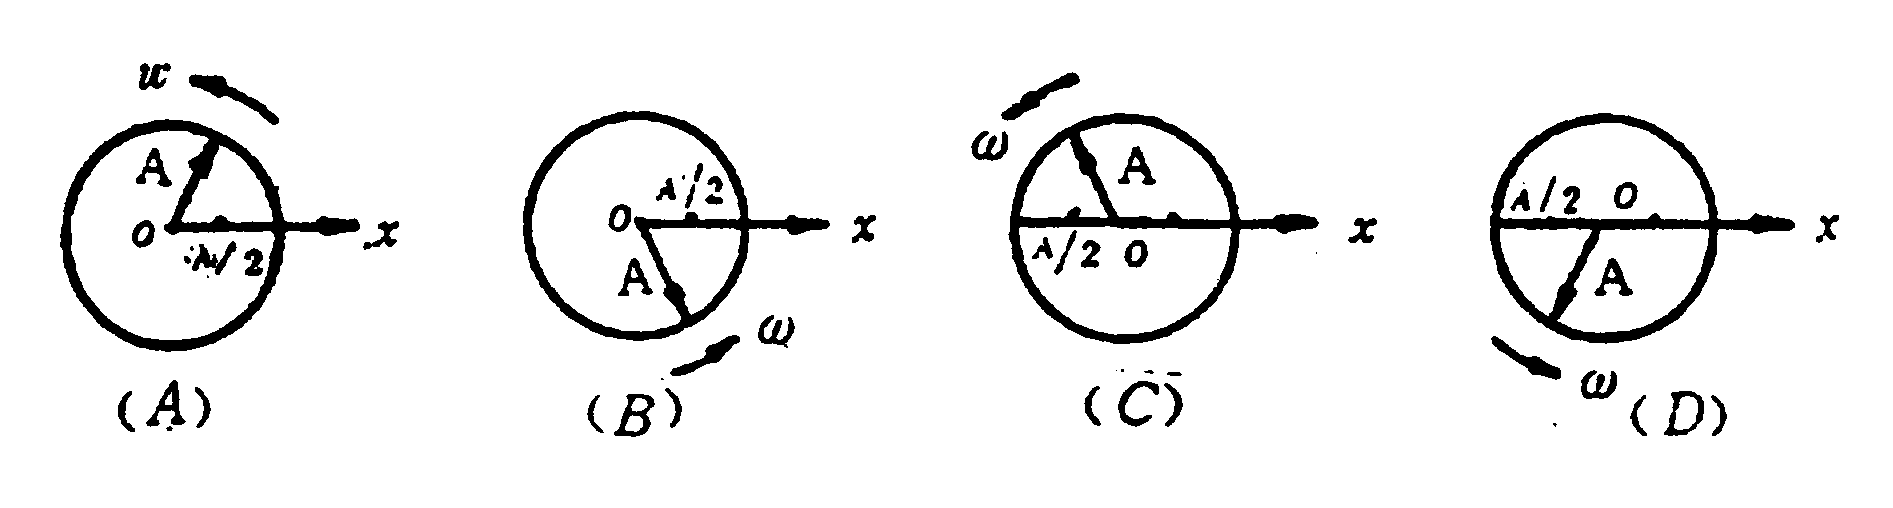 u
A
O
A/2
x
(A)
O
A/2
A
x
ω
(B)
ω
A
A/2
O
x
(C)
A/2
O
A
x
ω
(D)